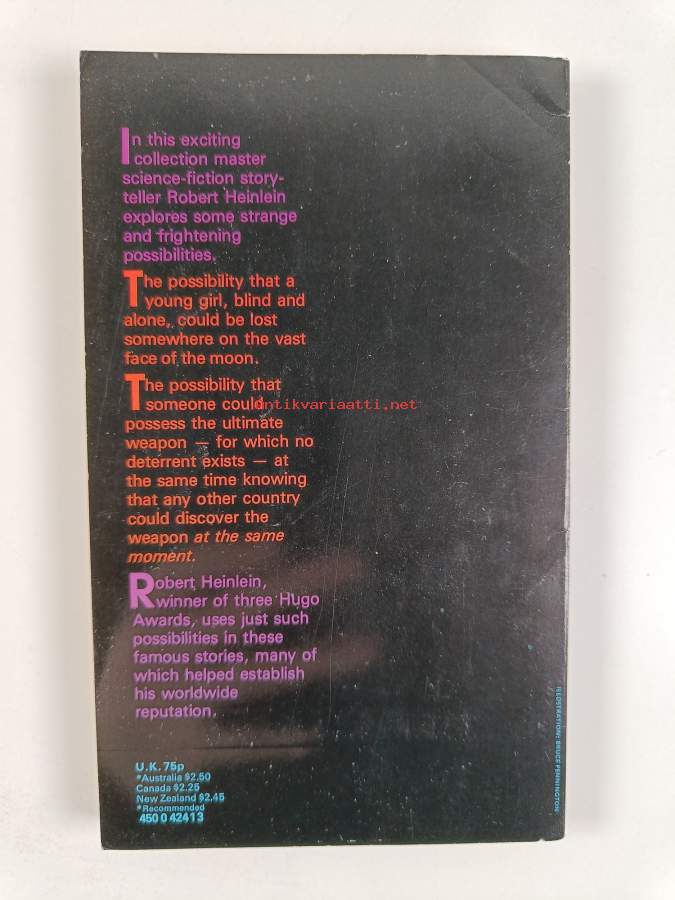 In this exciting
collection master
science-fiction story-
teller Robert Heinlein
explores some strange
and frightening
possibilities.
The possibility that a
young girl, blind and
alone, could be lost
somewhere on the vast
face of the moon.
The possibility that
someone could
antikvariaatti.net
possess the ultimate
weapon — for which no
deterrent exists — at
the same time knowing
that any other country
could discover the
weapon at the same
moment.
Robert Heinlein,
winner of three Hugo
Awards, uses just such
possibilities in these
famous stories, many of
which helped establish
his worldwide
reputation.
U.K. 75p
*Australia $2.50
Canada $2.25
New Zealand $2.45
*Recommended
450 0 4241 3
ILLUSTRATION: BRUCE PENNINGTON